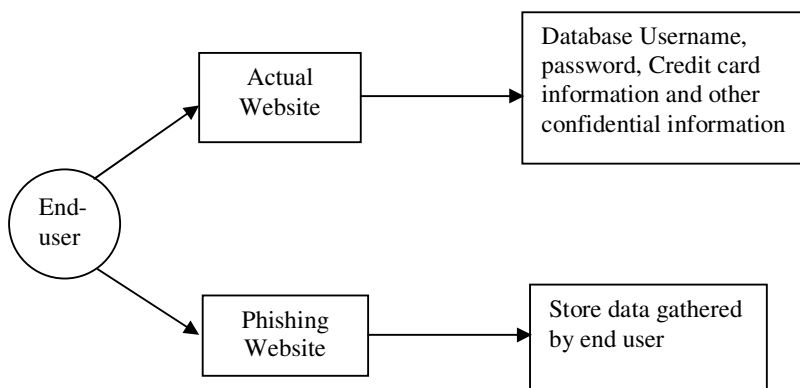 Database Username,
password, Credit card
information and other
confidential information
Actual
Website
End-
user
Phishing
Website
Store data gathered
by end user